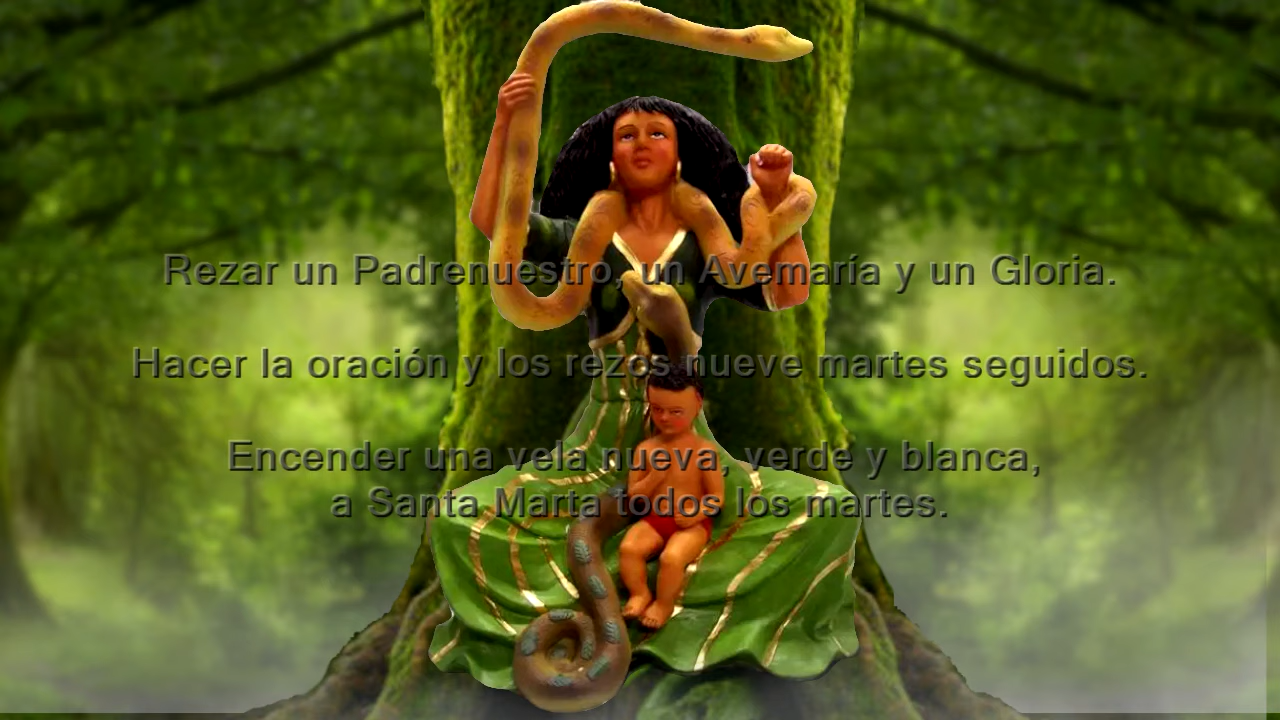 Rezar un Padrenuestro, un Avemaría y un Gloria.
Hacer la oración y los rezos nueve martes seguidos.
Encender una vela nueva, verde y blanca,
a Santa Marta todos los martes.